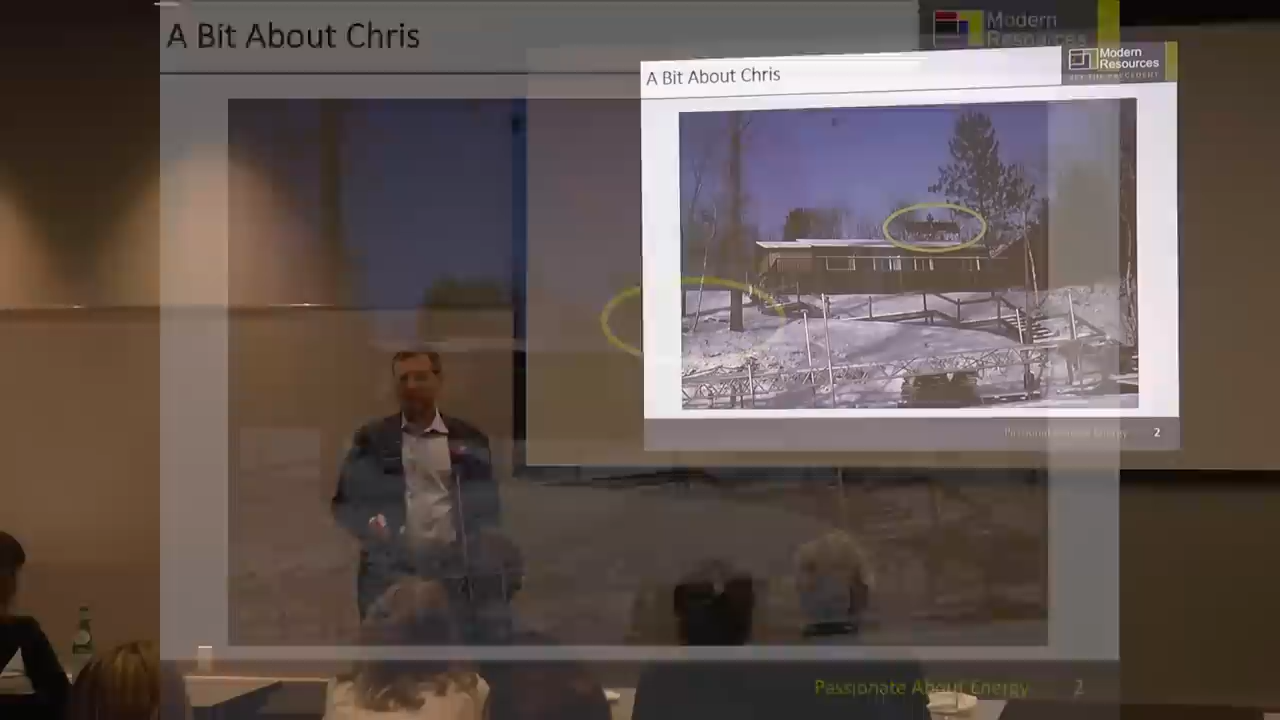 A Bit About Chris
Modern
Resources
A Bit About Chris
Modern
Resources
2
Passionate About Energy
2